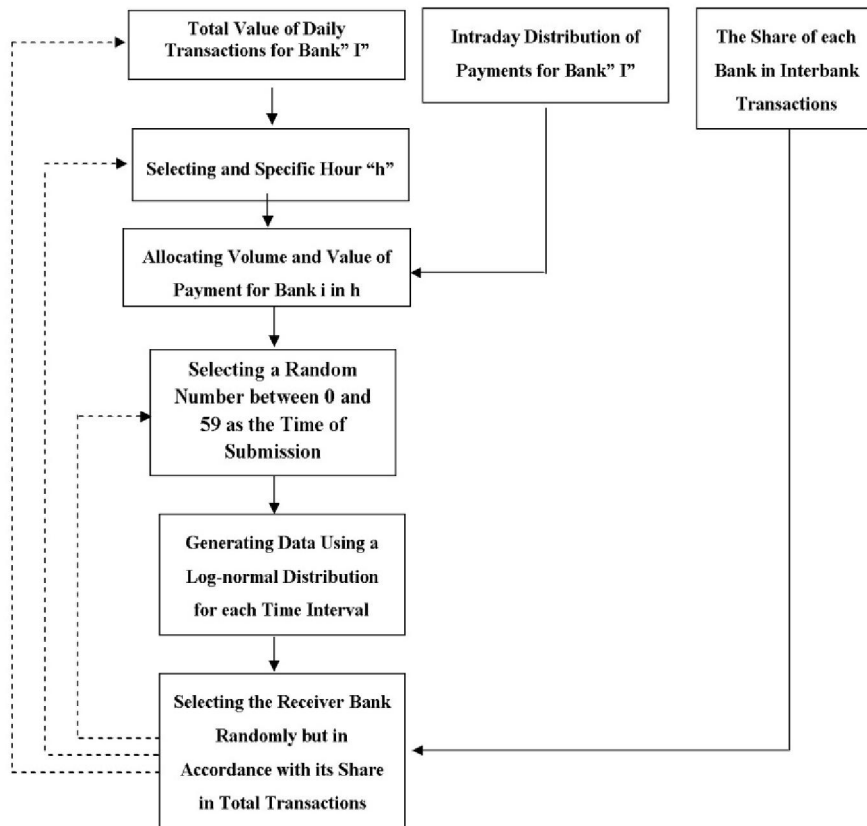 Total Value of Daily
Transactions for Bank” I”
Intraday Distribution of
Payments for Bank” I”
The Share of each
Bank in Interbank
Transactions
Selecting and Specific Hour “h”
Allocating Volume and Value of
Payment for Bank i in h
Selecting a Random
Number between 0 and
59 as the Time of
Submission
Generating Data Using a
Log-normal Distribution
for each Time Interval
Selecting the Receiver Bank
Randomly but in
Accordance with its Share
in Total Transactions